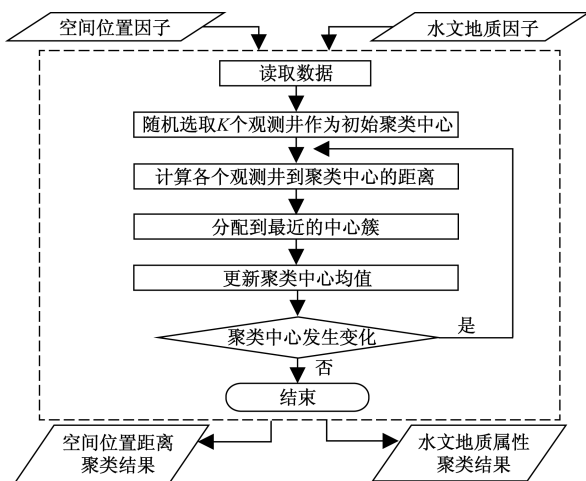 空间位置因子
水文地质因子
读取数据
随机选取K个观测井作为初始聚类中心
计算各个观测井到聚类中心的距离
分配到最近的中心簇
更新聚类中心均值
聚类中心发生变化
是
否
结束
空间位置距离
聚类结果
水文地质属性
聚类结果